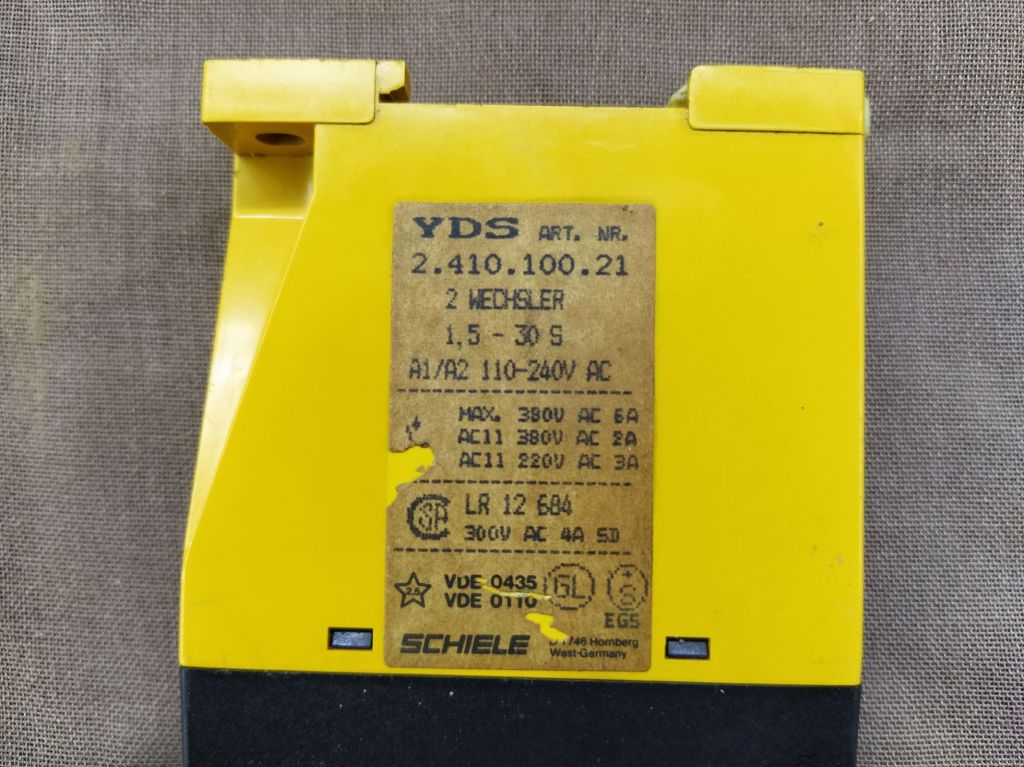 YDS ART. NR.
2.410.100.21
2 WECHSLER
1,5 - 30 S
A1/A2 110-240V AC
MAX. 380V AC 6A
AC11 380V AC 2A
AC11 220V AC 3A
LR 12 684
300V AC 4A SD
VDE 0435
VDE 0110
GL
S
EGS
SCHIELE
Hornberg
West-Germany